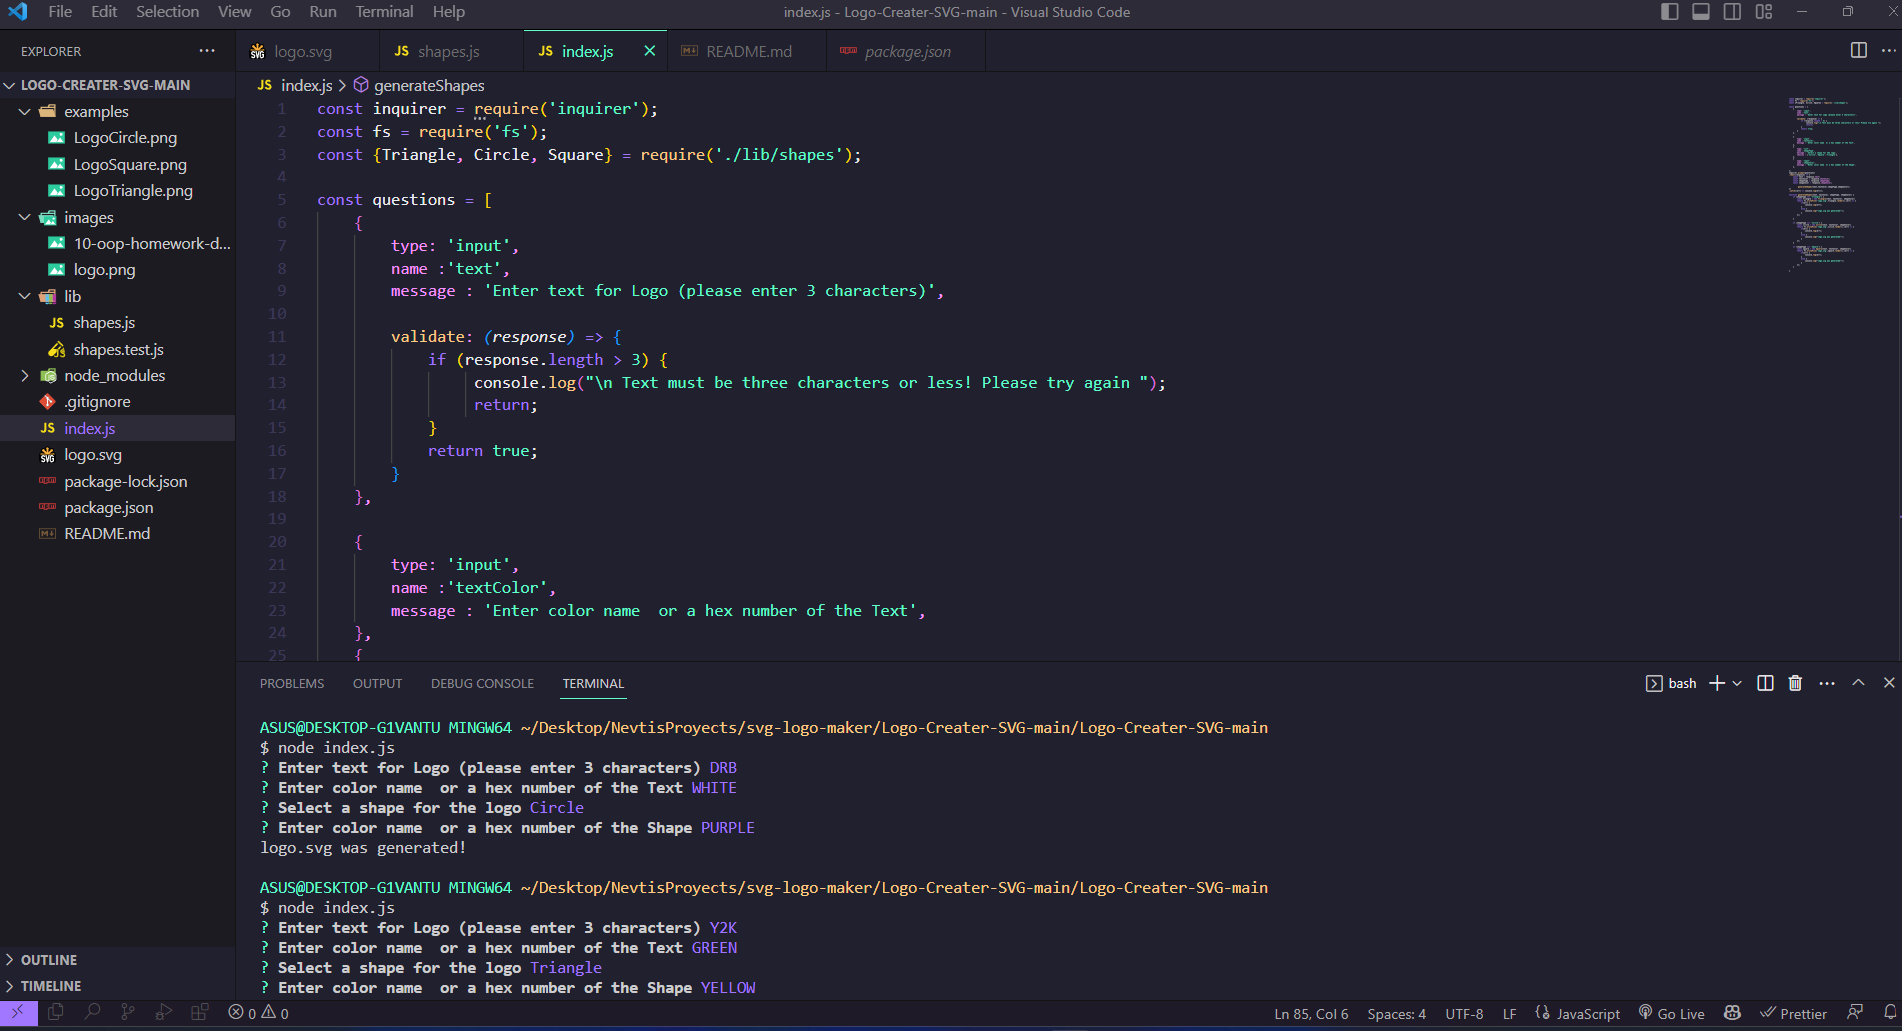 File Edit Selection View Go Run Terminal Help
index.js - Logo-Creater-SVG-main - Visual Studio Code
EXPLORER
LOGO-CREATER-SVG-MAIN
examples
LogoCircle.png
LogoSquare.png
LogoTriangle.png
images
10-oop-homework-d...
logo.png
lib
JS shapes.js
shapes.test.js
node_modules
.gitignore
JS index.js
SVG logo.svg
package-lock.json
package.json
README.md
OUTLINE
TIMELINE
SVG logo.svg JS shapes.js JS index.js README.md package.json
JS index.js > generateShapes
1 const inquirer = require('inquirer');
2 const fs = require('fs');
3 const {Triangle, Circle, Square} = require('./lib/shapes');
4
5 const questions = [
6 {
7 type: 'input',
8 name :'text',
9 message : 'Enter text for Logo (please enter 3 characters)',
10
11 validate: (response) => {
12 if (response.length > 3) {
13 console.log("\n Text must be three characters or less! Please try again ");
14 return;
15 }
16 return true;
17 }
18 },
19
20 {
21 type: 'input',
22 name :'textColor',
23 message : 'Enter color name  or a hex number of the Text',
24 },
25 {
PROBLEMS OUTPUT DEBUG CONSOLE TERMINAL
bash
ASUS@DESKTOP-G1VANTU MINGW64 ~/Desktop/NevtisProyects/svg-logo-maker/Logo-Creater-SVG-main/Logo-Creater-SVG-main
$ node index.js
? Enter text for Logo (please enter 3 characters) DRB
? Enter color name  or a hex number of the Text WHITE
? Select a shape for the logo Circle
? Enter color name  or a hex number of the Shape PURPLE
logo.svg was generated!
ASUS@DESKTOP-G1VANTU MINGW64 ~/Desktop/NevtisProyects/svg-logo-maker/Logo-Creater-SVG-main/Logo-Creater-SVG-main
$ node index.js
? Enter text for Logo (please enter 3 characters) Y2K
? Enter color name  or a hex number of the Text GREEN
? Select a shape for the logo Triangle
? Enter color name  or a hex number of the Shape YELLOW
0 0 Ln 85, Col 6 Spaces: 4 UTF-8 LF JavaScript Go Live Prettier